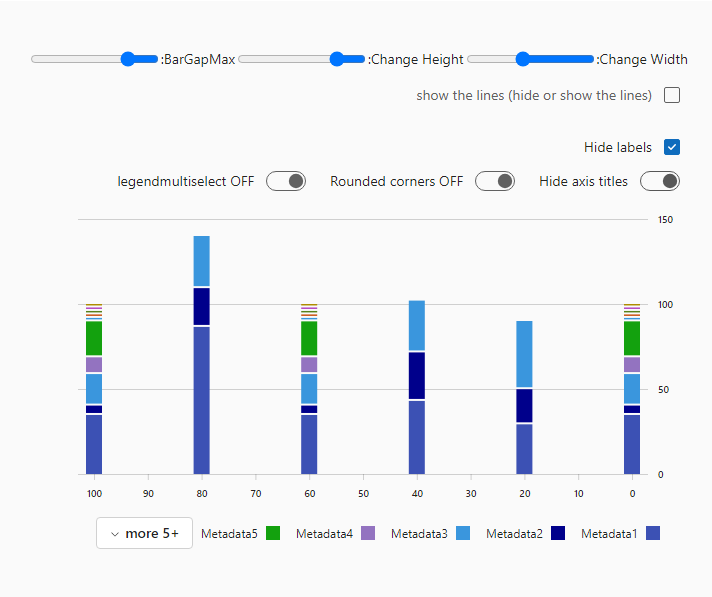 :BarGapMax :Change Height :Change Width
show the lines (hide or show the lines)
Hide labels
legendmultiselect OFF Rounded corners OFF Hide axis titles
150
100
50
0
100 90 80 70 60 50 40 30 20 10 0
more 5+ Metadata5 Metadata4 Metadata3 Metadata2 Metadata1